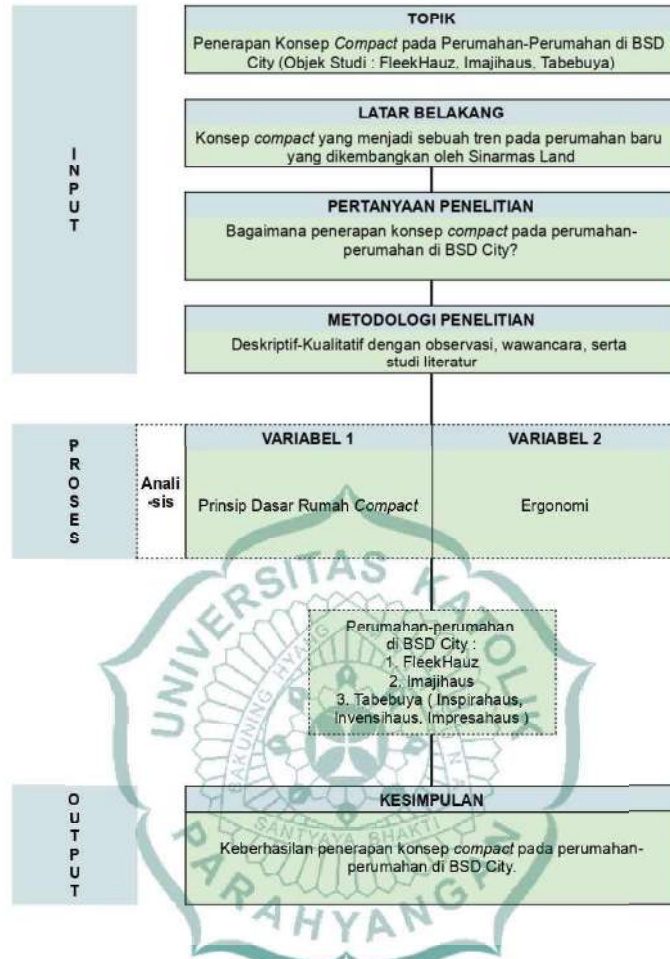 TOPIK
Penerapan Konsep Compact pada Perumahan-Perumahan di BSD
City (Objek Studi : FleekHauz, Imajihaus, Tabebuya)
INPUT
LATAR BELAKANG
Konsep compact yang menjadi sebuah tren pada perumahan baru
yang dikembangkan oleh Sinarmas Land
PERTANYAAN PENELITIAN
Bagaimana penerapan konsep compact pada perumahan-
perumahan di BSD City?
METODOLOGI PENELITIAN
Deskriptif-Kualitatif dengan observasi, wawancara, serta
studi literatur
PROSES
Anali
-sis
VARIABEL 1
Prinsip Dasar Rumah Compact
VARIABEL 2
Ergonomi
Perumahan-perumahan
di BSD City :
1. FleekHauz
2. Imajihaus
3. Tabebuya ( Inspirahaus,
Invensihaus, Impresahaus )
OUTPUT
KESIMPULAN
Keberhasilan penerapan konsep compact pada perumahan-
perumahan di BSD City.
UNIVERSITAS KATOLIK
PARAHYANGAN
SANTYAYA BHAKTI